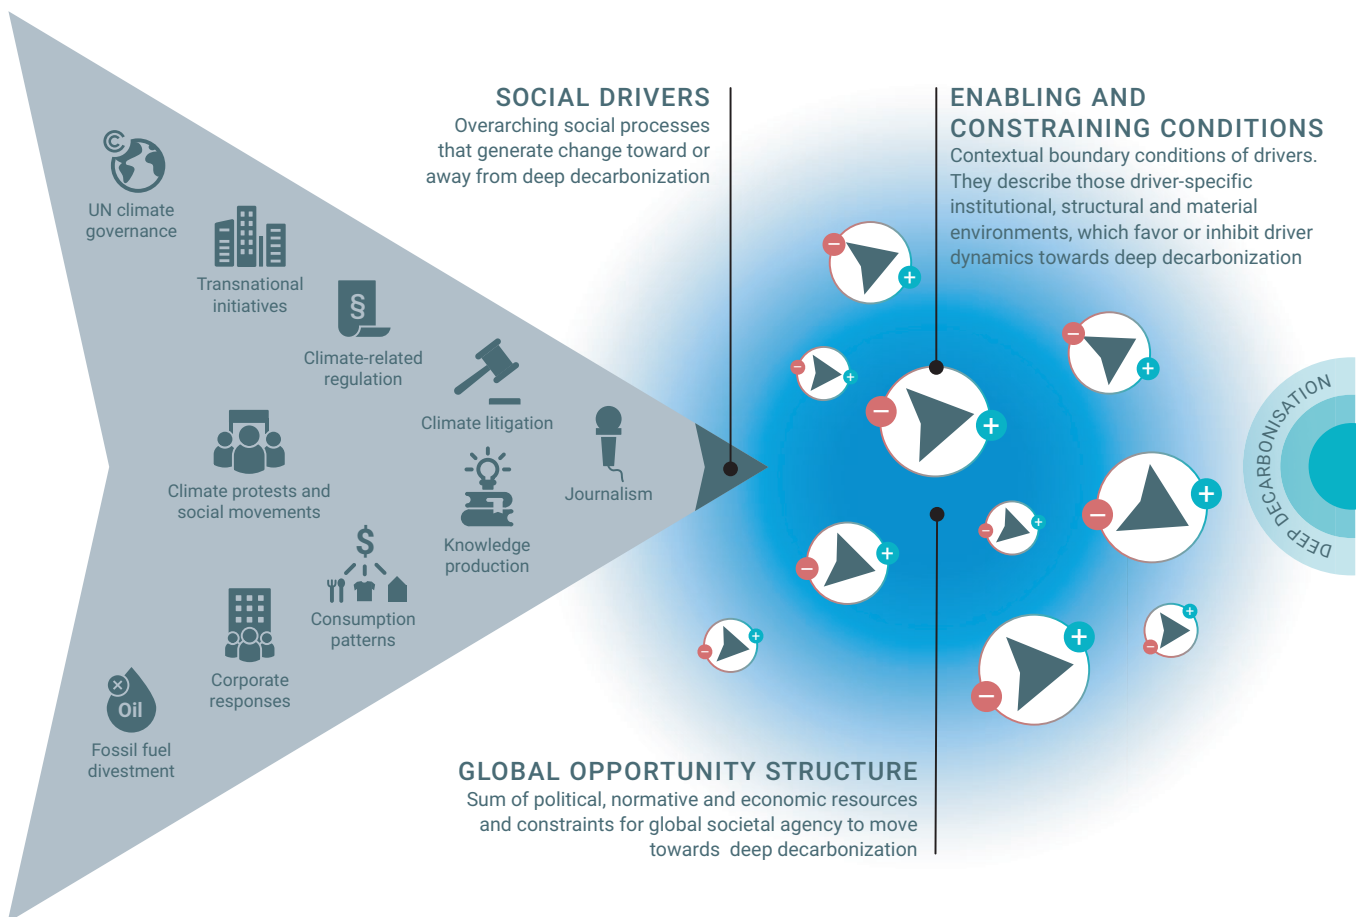 SOCIAL DRIVERS
Overarching social processes
that generate change toward or
away from deep decarbonization
ENABLING AND
CONSTRAINING CONDITIONS
Contextual boundary conditions of drivers.
They describe those driver-specific
institutional, structural and material
environments, which favor or inhibit driver
dynamics towards deep decarbonization
C
UN climate
governance
Transnational
initiatives
§
Climate-related
regulation
Climate litigation
Journalism
Climate protests and
social movements
Knowledge
production
$
Consumption
patterns
Corporate
responses
Oil
Fossil fuel
divestment
DEEP DECARBONISATION
GLOBAL OPPORTUNITY STRUCTURE
Sum of political, normative and economic resources
and constraints for global societal agency to move
towards deep decarbonization